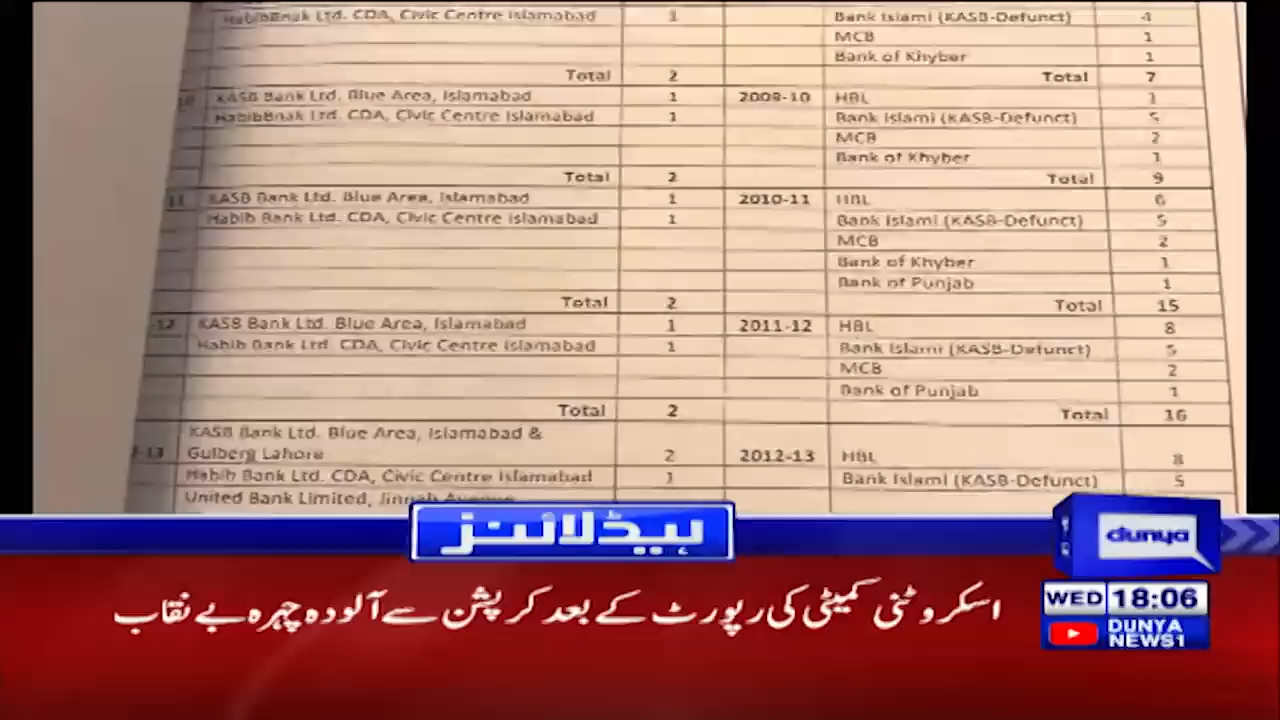 HabibBnak Ltd. CDA, Civic Centre Islamabad 1 Bank Islami (KASB-Defunct) 4
MCB 1
Bank of Khyber 1
Total 2 Total 7
10 KASB Bank Ltd. Blue Area, Islamabad 1 2009-10 HBL 1
HabibBnak Ltd. CDA, Civic Centre Islamabad 1 Bank Islami (KASB-Defunct) 5
MCB 2
Bank of Khyber 1
Total 2 Total 9
11 KASB Bank Ltd. Blue Area, Islamabad 1 2010-11 HBL 6
Habib Bank Ltd. CDA, Civic Centre Islamabad 1 Bank Islami (KASB-Defunct) 5
MCB 2
Bank of Khyber 1
Bank of Punjab 1
Total 2 Total 15
-12 KASB Bank Ltd. Blue Area, Islamabad 1 2011-12 HBL 8
Habib Bank Ltd. CDA, Civic Centre Islamabad 1 Bank Islami (KASB-Defunct) 5
MCB 2
Bank of Punjab 1
Total 2 Total 16
KASB Bank Ltd. Blue Area, Islamabad &
-13 Gulberg Lahore 2 2012-13 HBL 8
Habib Bank Ltd. CDA, Civic Centre Islamabad 1 Bank Islami (KASB-Defunct) 5
United Bank Limited, Jinnah Avenue
ہیڈلائنز
dunya
اسکروٹنی کمیٹی کی رپورٹ کے بعد کرپشن سے آلودہ چہرہ بے نقاب
WED 18:06
DUNYA
NEWS1